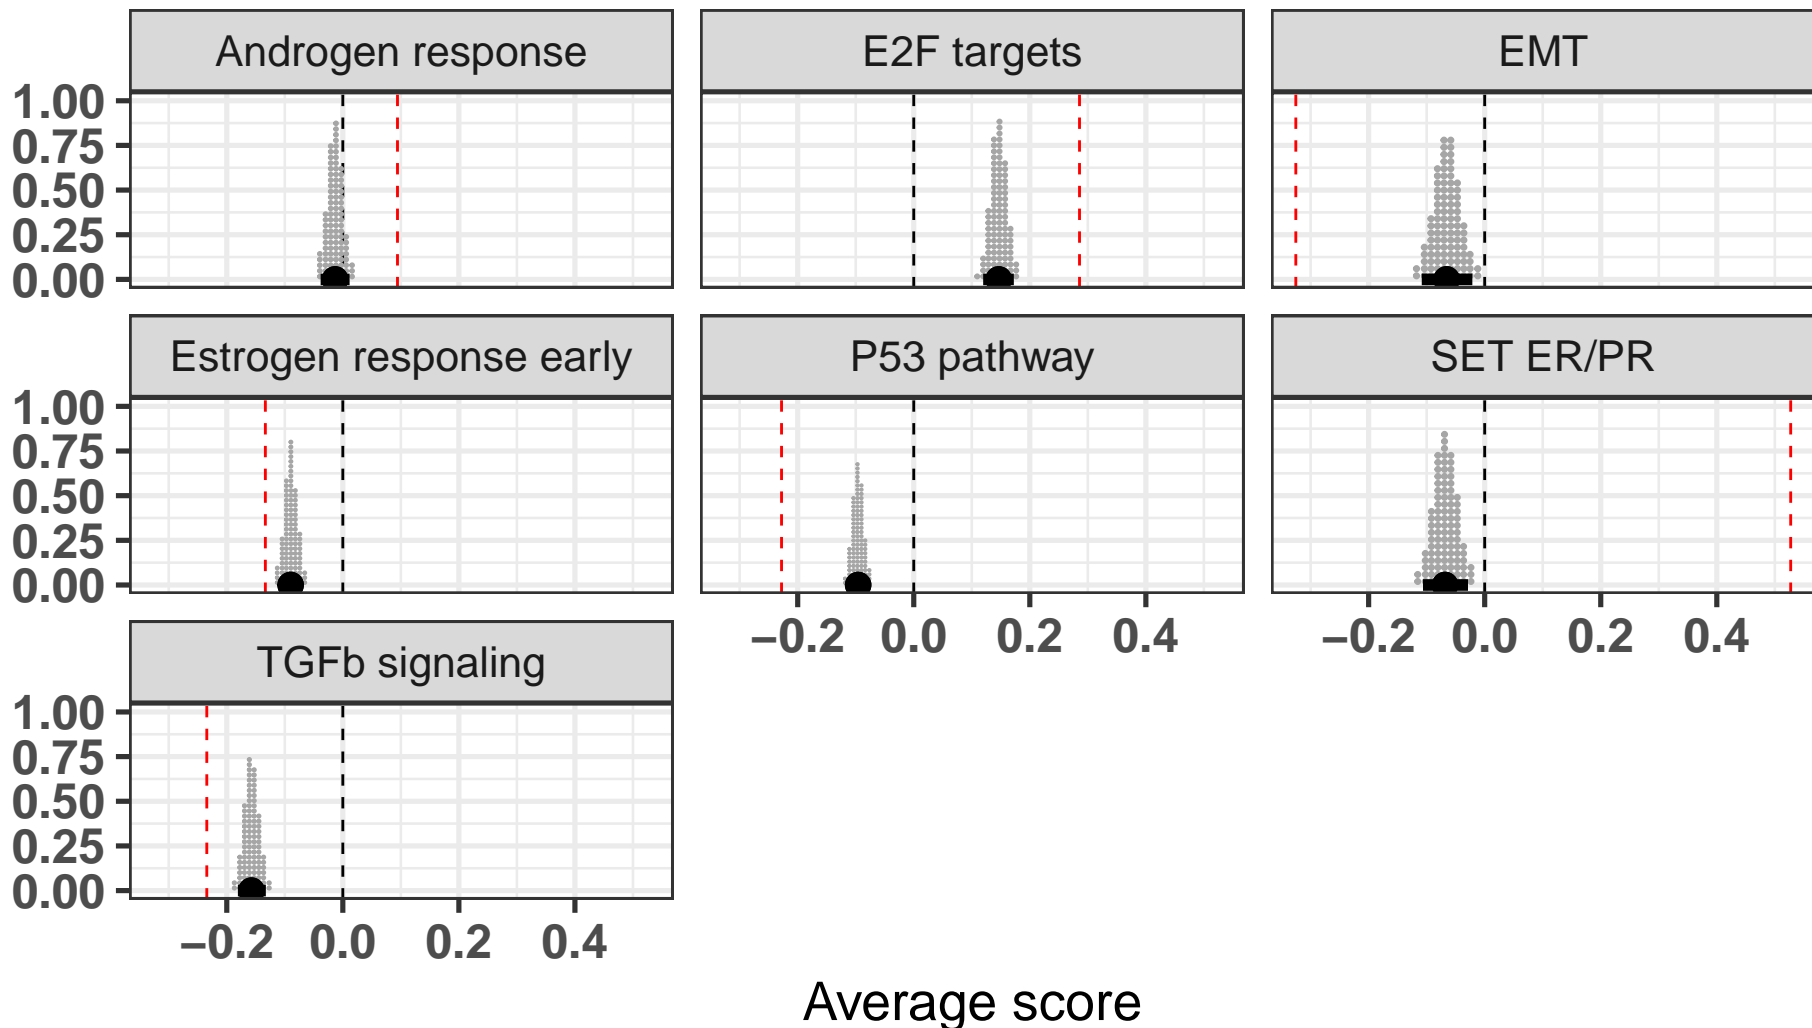 Androgen response E2F targets EMT
1.00
0.75
0.50
0.25
0.00
Estrogen response early P53 pathway SET ER/PR
1.00
0.75
0.50
0.25
0.00
−0.2 0.0 0.2 0.4 −0.2 0.0 0.2 0.4
TGFb signaling
1.00
0.75
0.50
0.25
0.00
−0.2 0.0 0.2 0.4
Average score